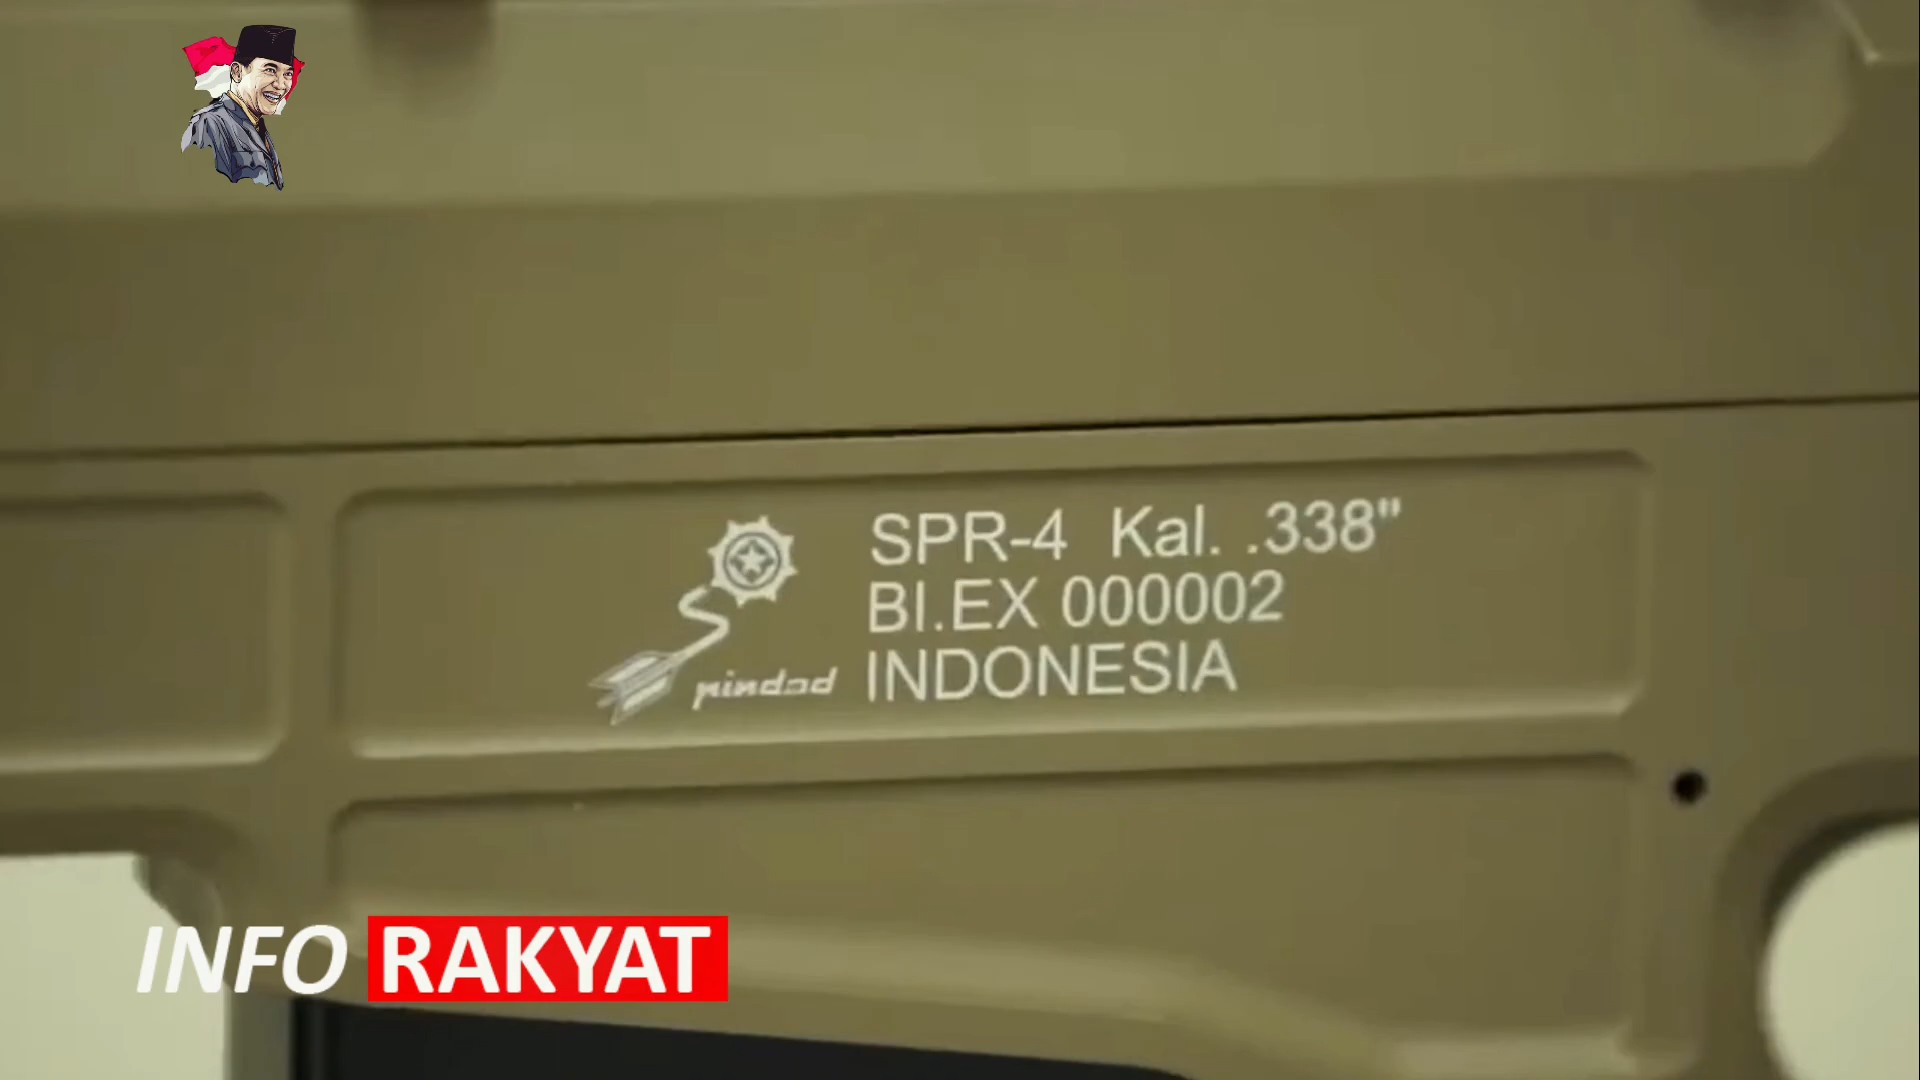 SPR-4 Kal. .338"
BI.EX 000002
pindad INDONESIA
INFO RAKYAT